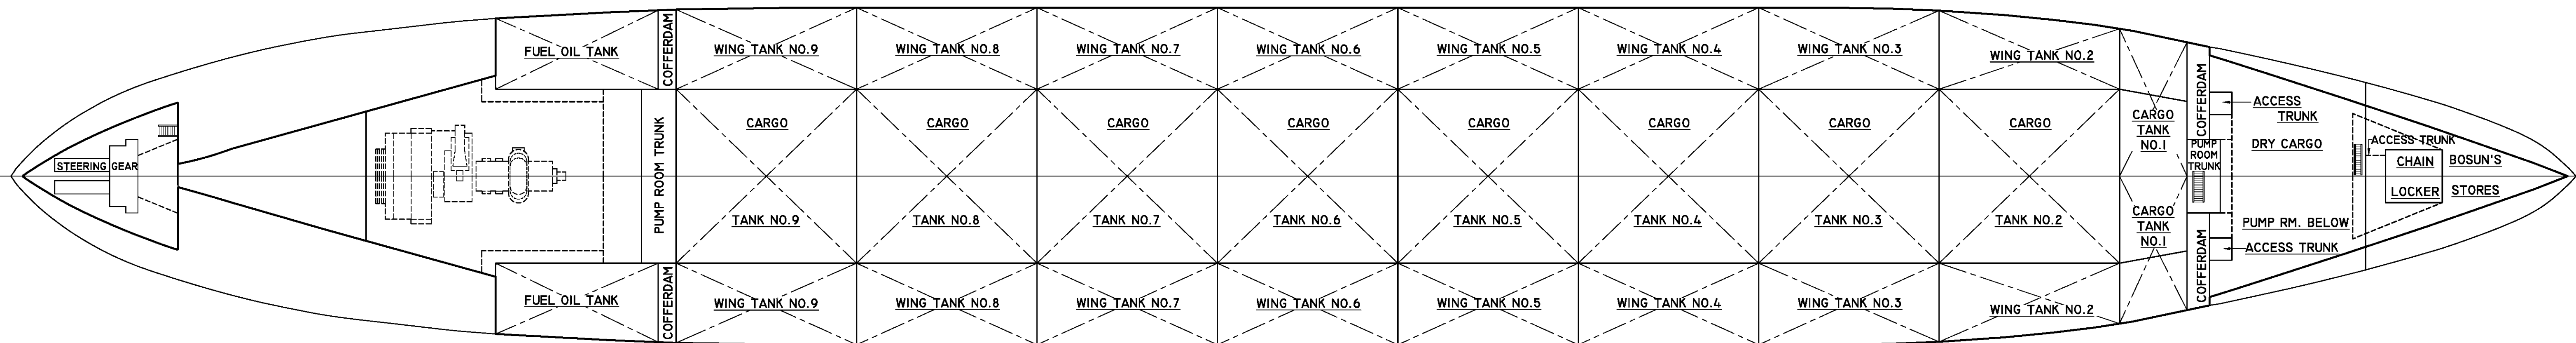 FUEL OIL TANK
COFFERDAM
WING TANK NO.9
WING TANK NO.8
WING TANK NO.7
WING TANK NO.6
WING TANK NO.5
WING TANK NO.4
WING TANK NO.3
WING TANK NO.2
COFFERDAM
STEERING GEAR
PUMP ROOM TRUNK
CARGO
TANK NO.9
CARGO
TANK NO.8
CARGO
TANK NO.7
CARGO
TANK NO.6
CARGO
TANK NO.5
CARGO
TANK NO.4
CARGO
TANK NO.3
CARGO
TANK NO.2
CARGO
TANK
NO.1
CARGO
TANK
NO.1
PUMP
ROOM
TRUNK
ACCESS
TRUNK
DRY CARGO
PUMP RM. BELOW
ACCESS TRUNK
ACCESS TRUNK
CHAIN
LOCKER
BOSUN'S
STORES
FUEL OIL TANK
COFFERDAM
WING TANK NO.9
WING TANK NO.8
WING TANK NO.7
WING TANK NO.6
WING TANK NO.5
WING TANK NO.4
WING TANK NO.3
WING TANK NO.2
COFFERDAM